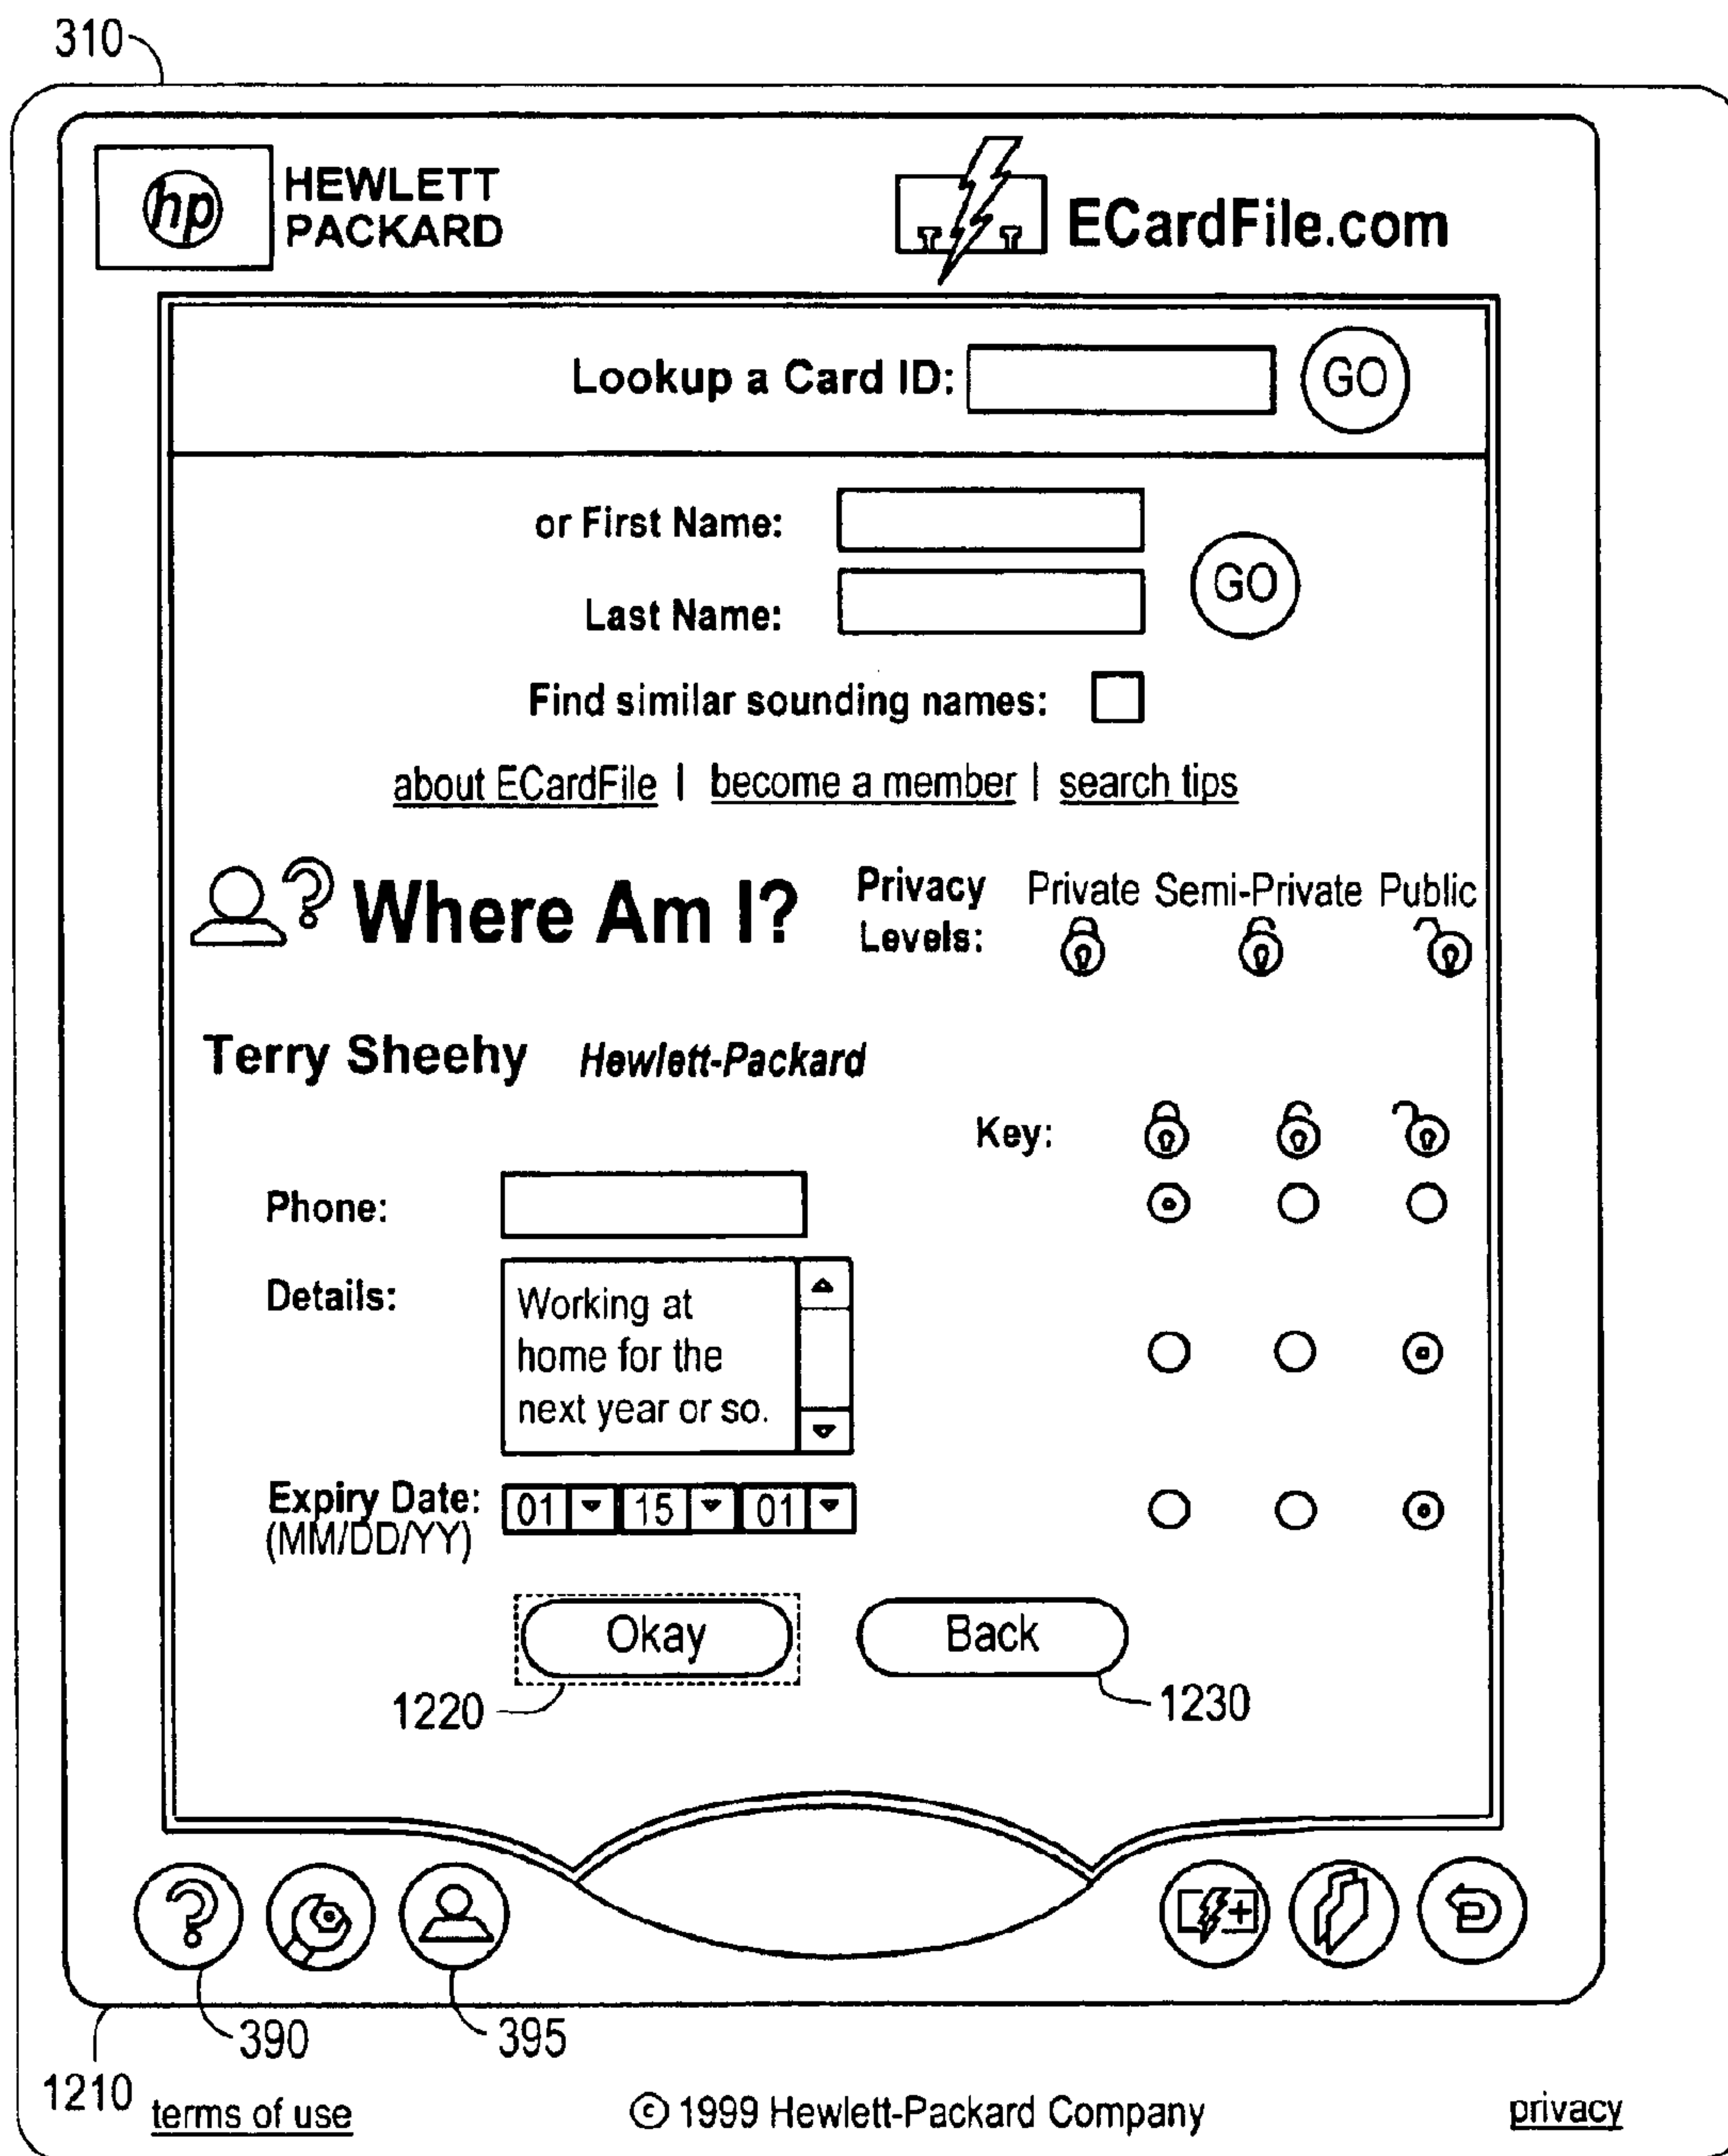 310
hp HEWLETT
PACKARD
ECardFile.com
Lookup a Card ID: GO
or First Name:
GO
Last Name:
Find similar sounding names:
about ECardFile | become a member | search tips
Where Am I?
Privacy Levels:
Private Semi-Private Public
Terry Sheehy Hewlett-Packard
Key:
Phone:
Details:
Working at
home for the
next year or so.
Expiry Date: 01 15 01
(MM/DD/YY)
Okay Back
1220 1230
390 395
1210
terms of use © 1999 Hewlett-Packard Company privacy